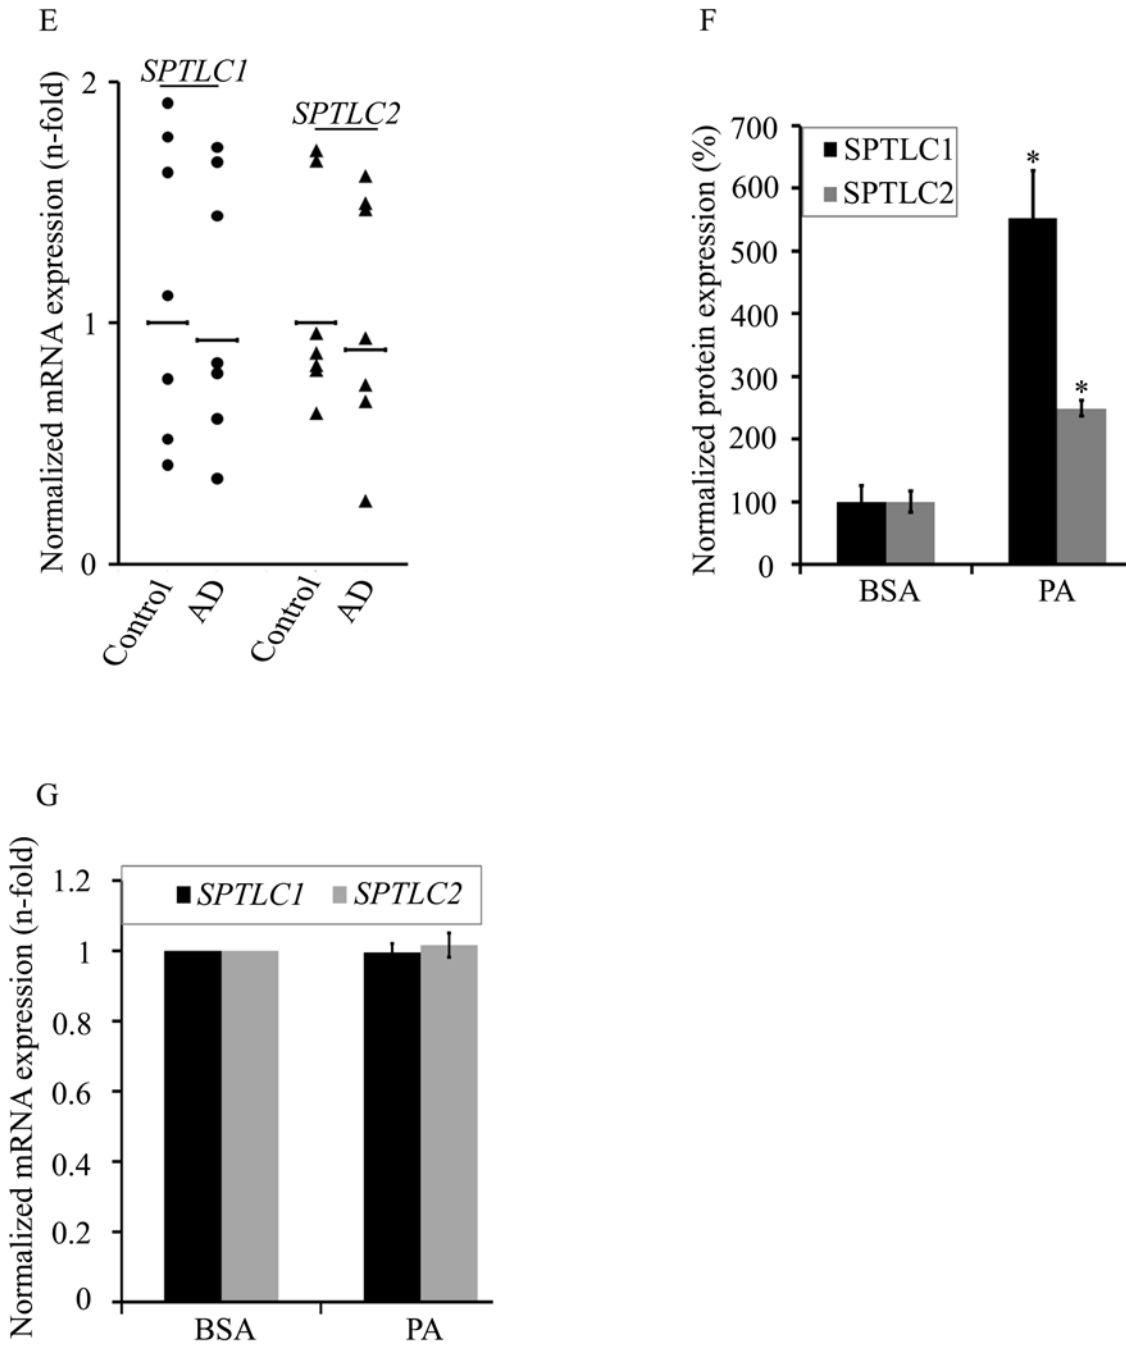 E
Normalized mRNA expression (n-fold)
2
1
0
SPTLC1
SPTLC2
Control
AD
Control
AD
F
Normalized protein expression (%)
700
600
500
400
300
200
100
0
SPTLC1
SPTLC2
*
*
BSA
PA
G
Normalized mRNA expression (n-fold)
1.2
1
0.8
0.6
0.4
0.2
0
SPTLC1 SPTLC2
BSA
PA